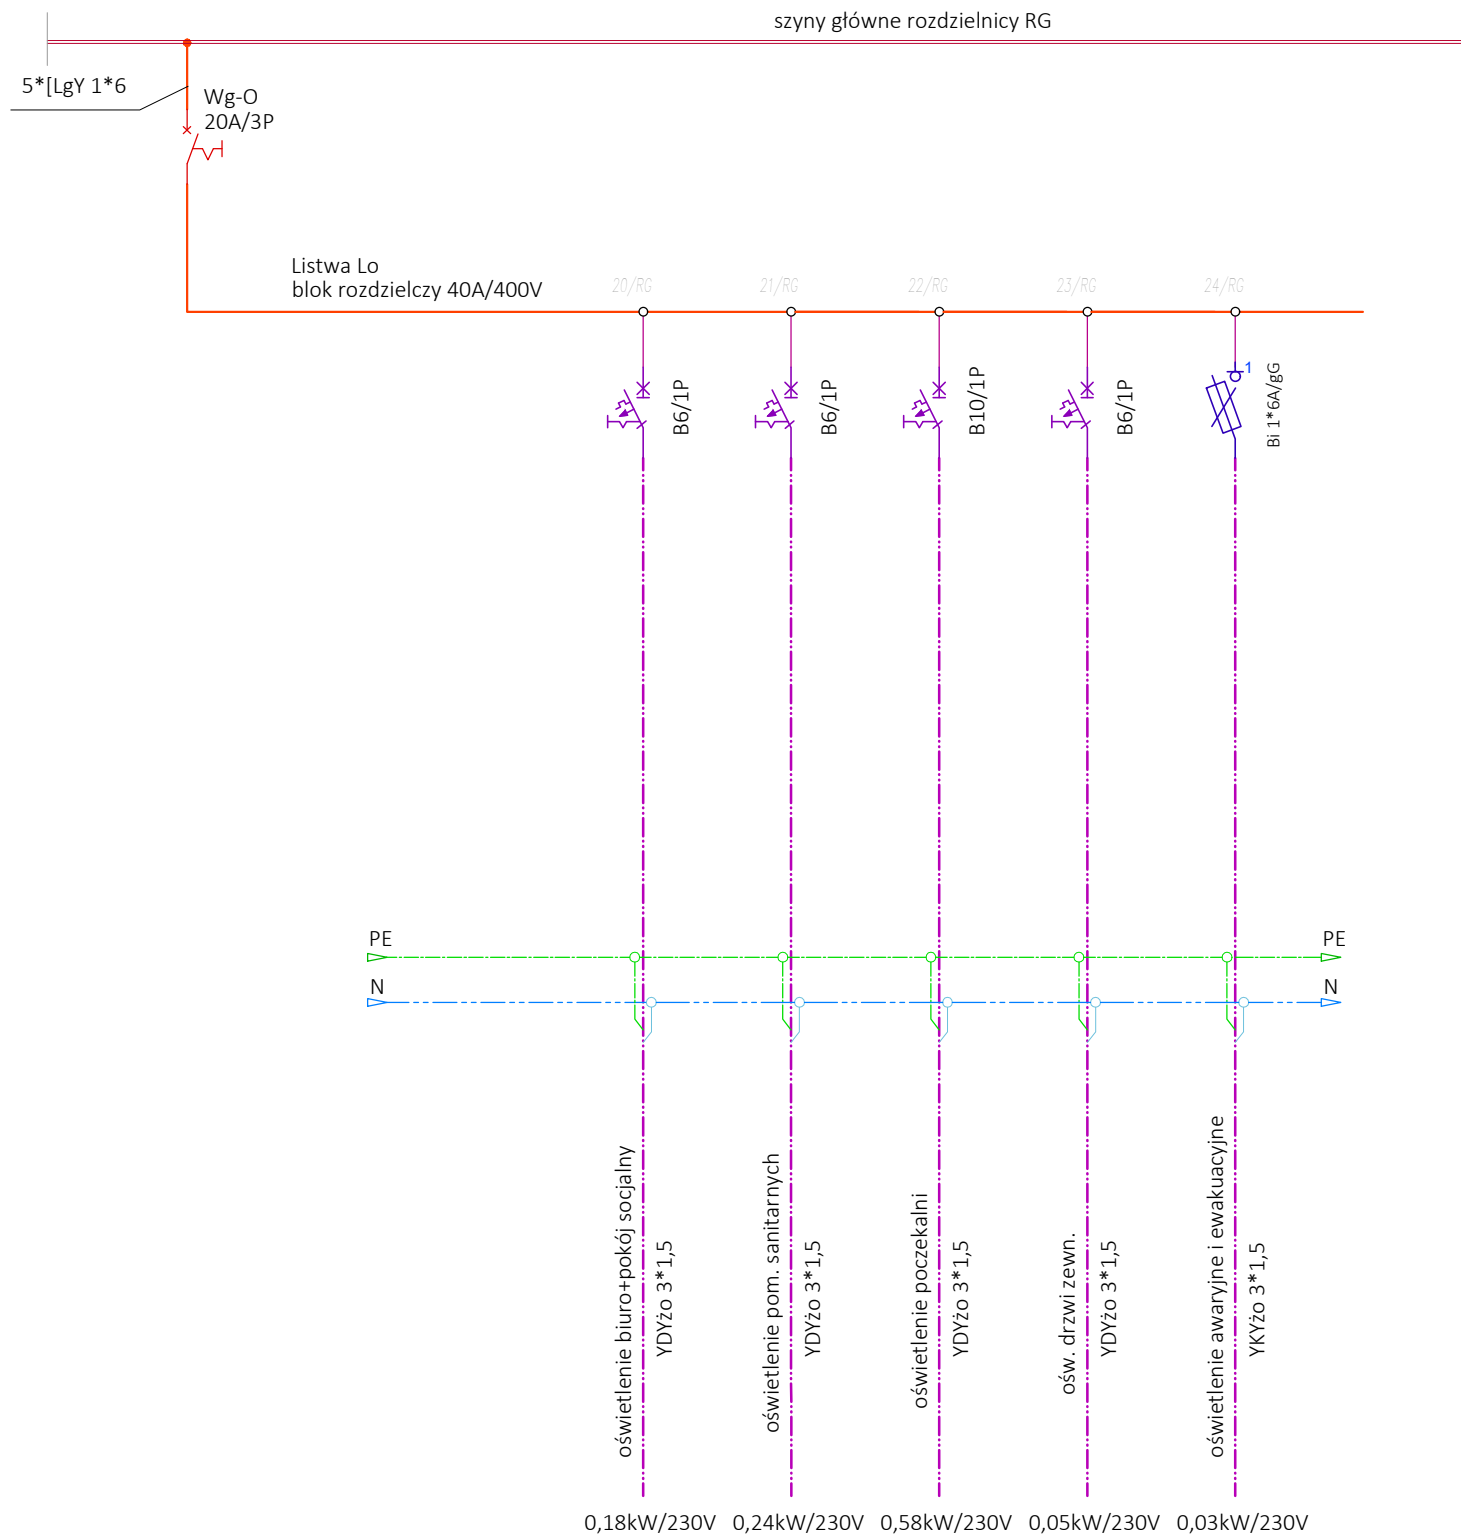 szyny główne rozdzielnicy RG
5*[LgY 1*6
Wg-O
20A/3P
Listwa Lo
blok rozdzielczy 40A/400V
20/RG
21/RG
22/RG
23/RG
24/RG
B6/1P
B6/1P
B10/1P
B6/1P
1
Bi 1*6A/gG
PE
PE
N
N
oświetlenie biuro+pokój socjalny
YDYżo 3*1,5
oświetlenie pom. sanitarnych
YDYżo 3*1,5
oświetlenie poczekalni
YDYżo 3*1,5
ośw. drzwi zewn.
YDYżo 3*1,5
oświetlenie awaryjne i ewakuacyjne
YKYżo 3*1,5
0,18kW/230V
0,24kW/230V
0,58kW/230V
0,05kW/230V
0,03kW/230V